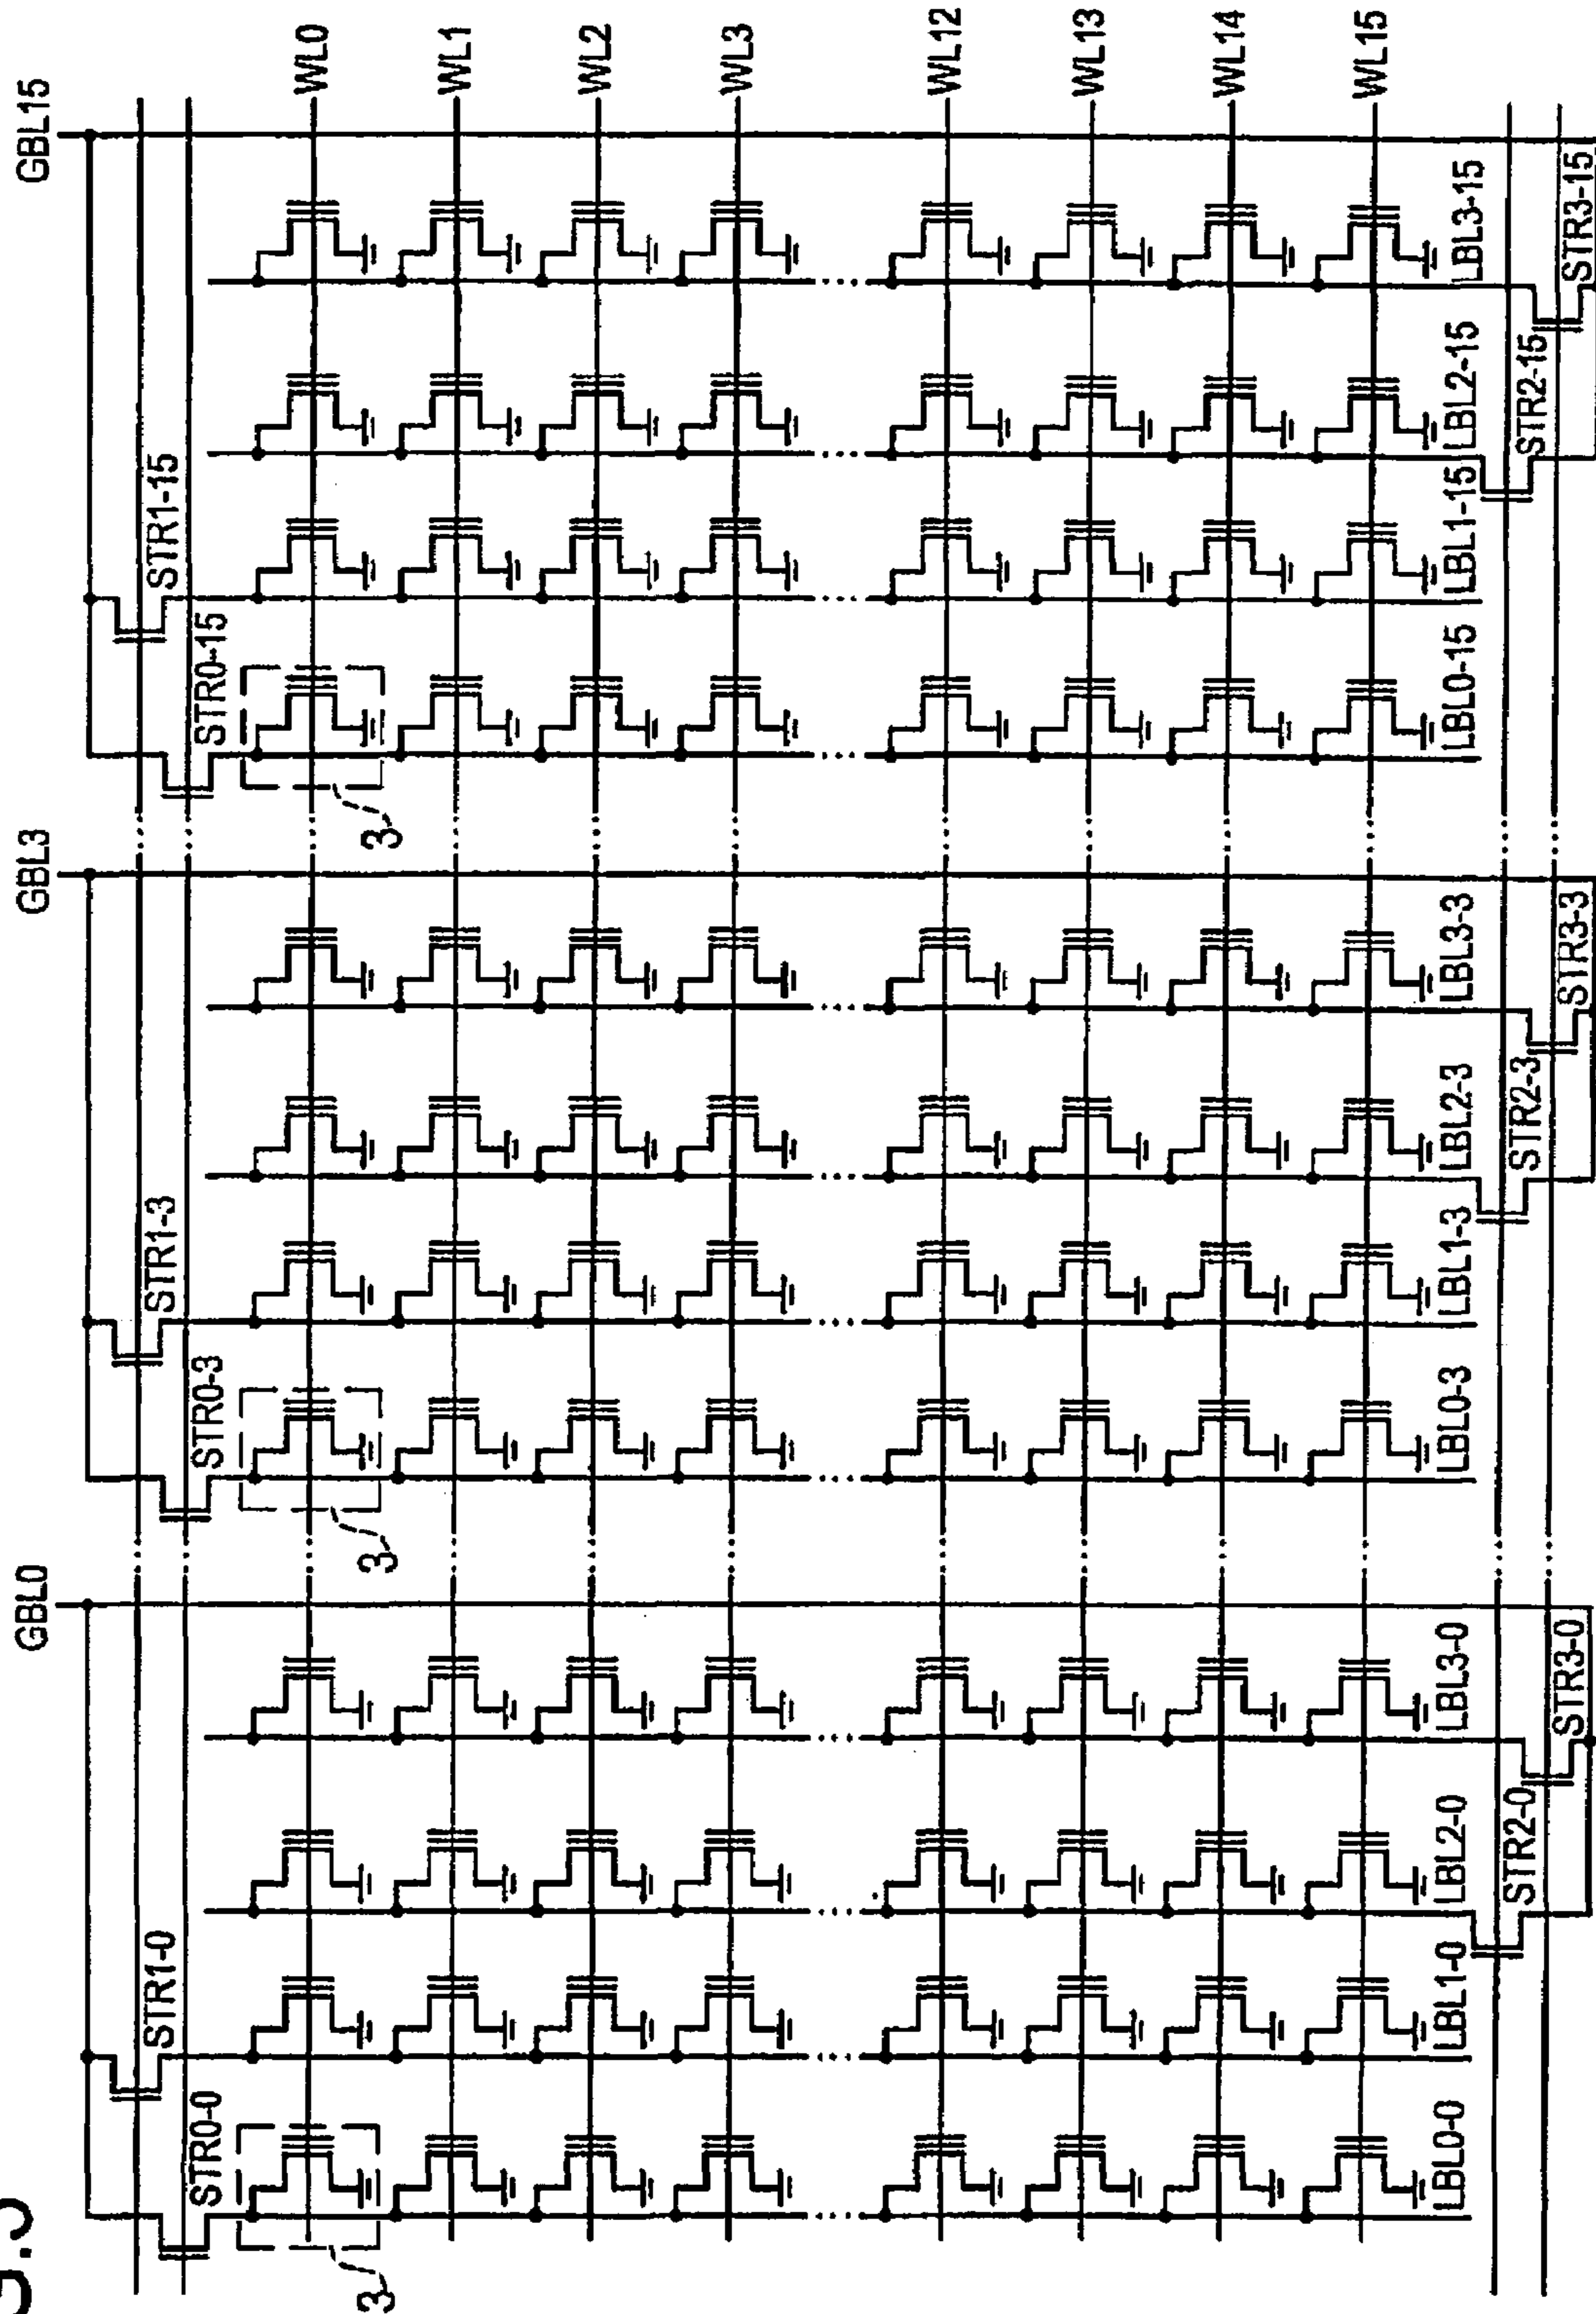 GBL0
GBL3
GBL15
STR1-0
STR1-3
STR1-15
STR0-0
STR0-3
STR0-15
3
3
3
WL0
WL1
WL2
WL3
WL12
WL13
WL14
WL15
LBL0-0
LBL1-0
LBL2-0
LBL3-0
LBL0-3
LBL1-3
LBL2-3
LBL3-3
LBL0-15
LBL1-15
LBL2-15
LBL3-15
STR2-0
STR2-3
STR2-15
STR3-0
STR3-3
STR3-15